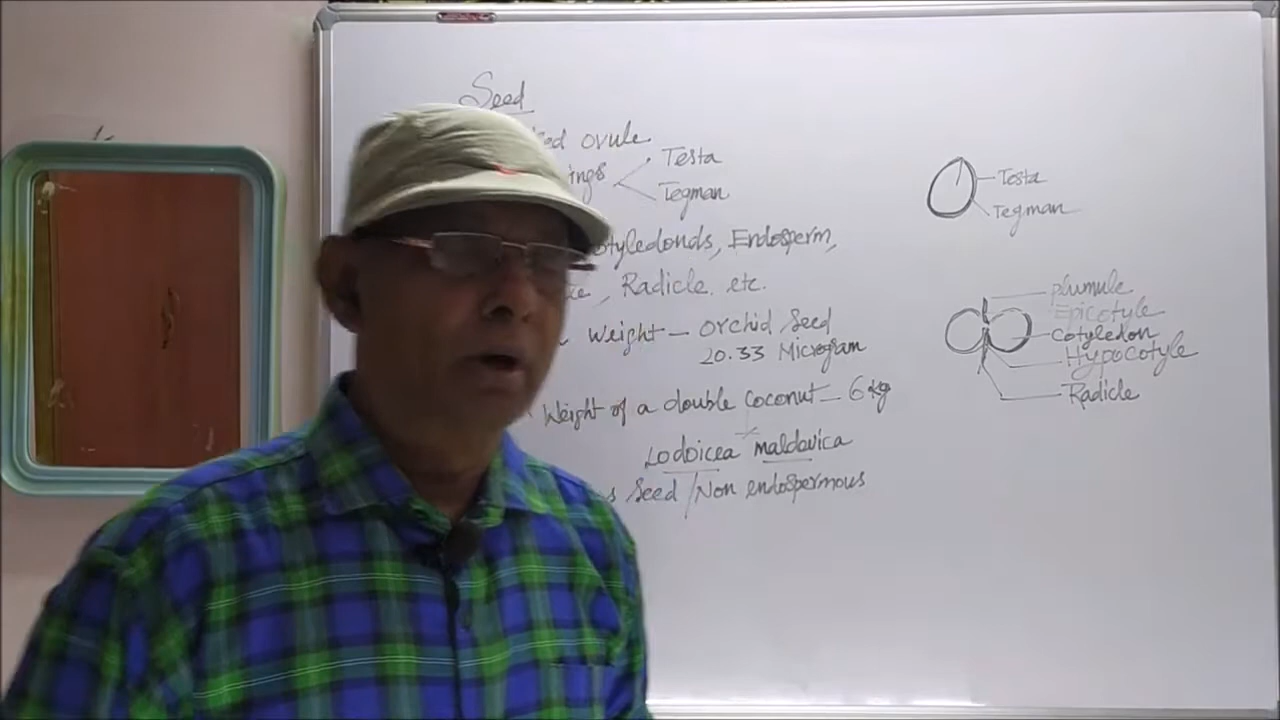 Seed
ovule
Testa
Tegman
Endosperm,
Radicle. etc.
Weight — Orchid Seed
20.33 Microgram
Weight of a double coconut — 6 kg
Lodoicea maldavica
Seed / Non endospermous
Testa
Tegman
plumule
Epicotyle
Cotyledon
Hypocotyle
Radicle